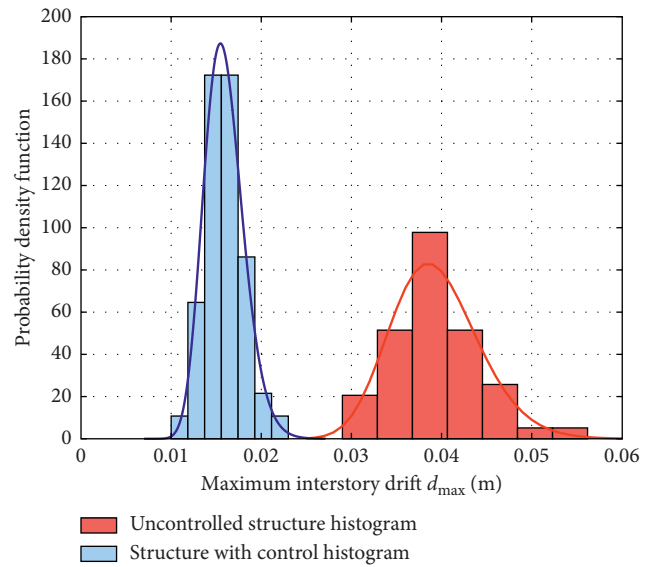 Probability density function
200
180
160
140
120
100
80
60
40
20
0
0 0.01 0.02 0.03 0.04 0.05 0.06
Maximum interstory drift dmax (m)
Uncontrolled structure histogram
Structure with control histogram